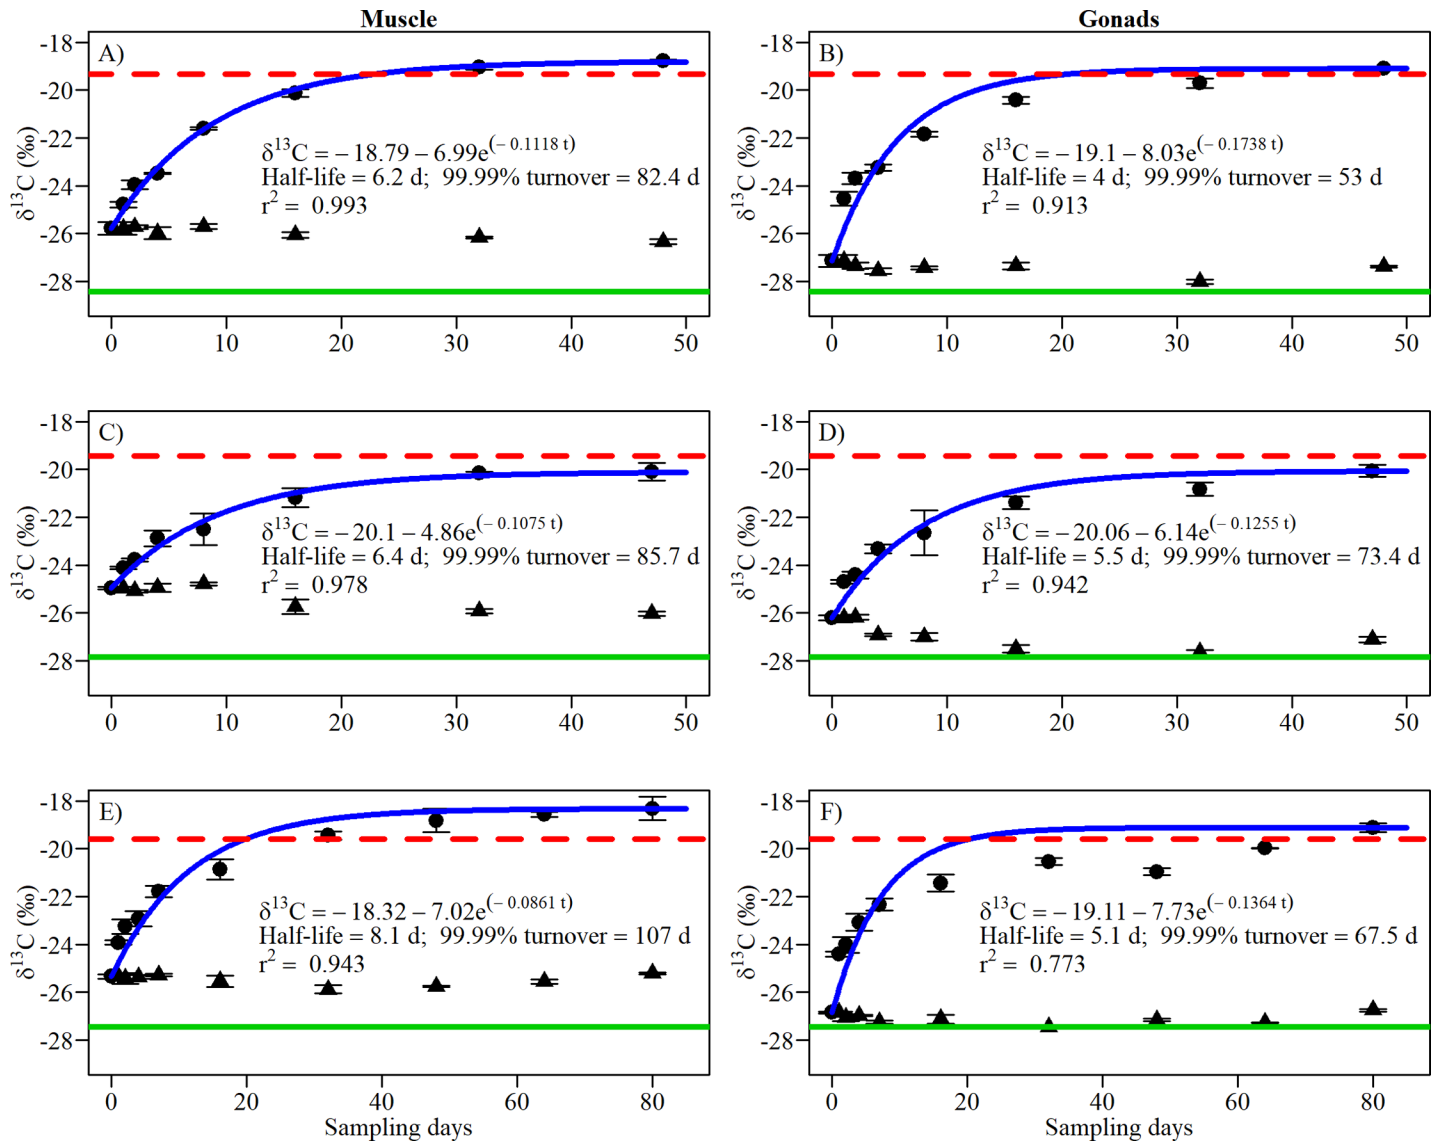 Muscle
Gonads
A)
B)
δ¹³C (‰)
-18
-20
-22
-24
-26
-28
δ¹³C = − 18.79 − 6.99e^(− 0.1118 t)
Half-life = 6.2 d; 99.99% turnover = 82.4 d
r² = 0.993
0 10 20 30 40 50
δ¹³C (‰)
-18
-20
-22
-24
-26
-28
δ¹³C = − 19.1 − 8.03e^(− 0.1738 t)
Half-life = 4 d; 99.99% turnover = 53 d
r² = 0.913
0 10 20 30 40 50
C)
D)
δ¹³C (‰)
-18
-20
-22
-24
-26
-28
δ¹³C = − 20.1 − 4.86e^(− 0.1075 t)
Half-life = 6.4 d; 99.99% turnover = 85.7 d
r² = 0.978
0 10 20 30 40 50
δ¹³C (‰)
-18
-20
-22
-24
-26
-28
δ¹³C = − 20.06 − 6.14e^(− 0.1255 t)
Half-life = 5.5 d; 99.99% turnover = 73.4 d
r² = 0.942
0 10 20 30 40 50
E)
F)
δ¹³C (‰)
-18
-20
-22
-24
-26
-28
δ¹³C = − 18.32 − 7.02e^(− 0.0861 t)
Half-life = 8.1 d; 99.99% turnover = 107 d
r² = 0.943
0 20 40 60 80
Sampling days
δ¹³C (‰)
-18
-20
-22
-24
-26
-28
δ¹³C = − 19.11 − 7.73e^(− 0.1364 t)
Half-life = 5.1 d; 99.99% turnover = 67.5 d
r² = 0.773
0 20 40 60 80
Sampling days